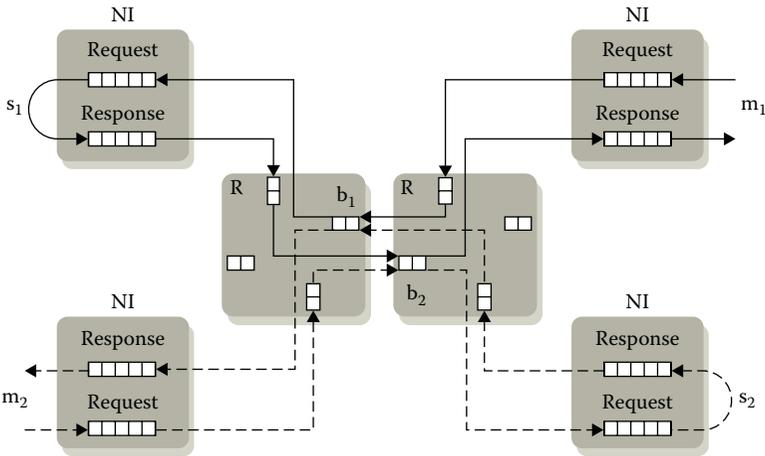 NI
NI
Request
Request
s1
m1
Response
Response
R
b1
R
b2
NI
NI
Response
Response
m2
s2
Request
Request